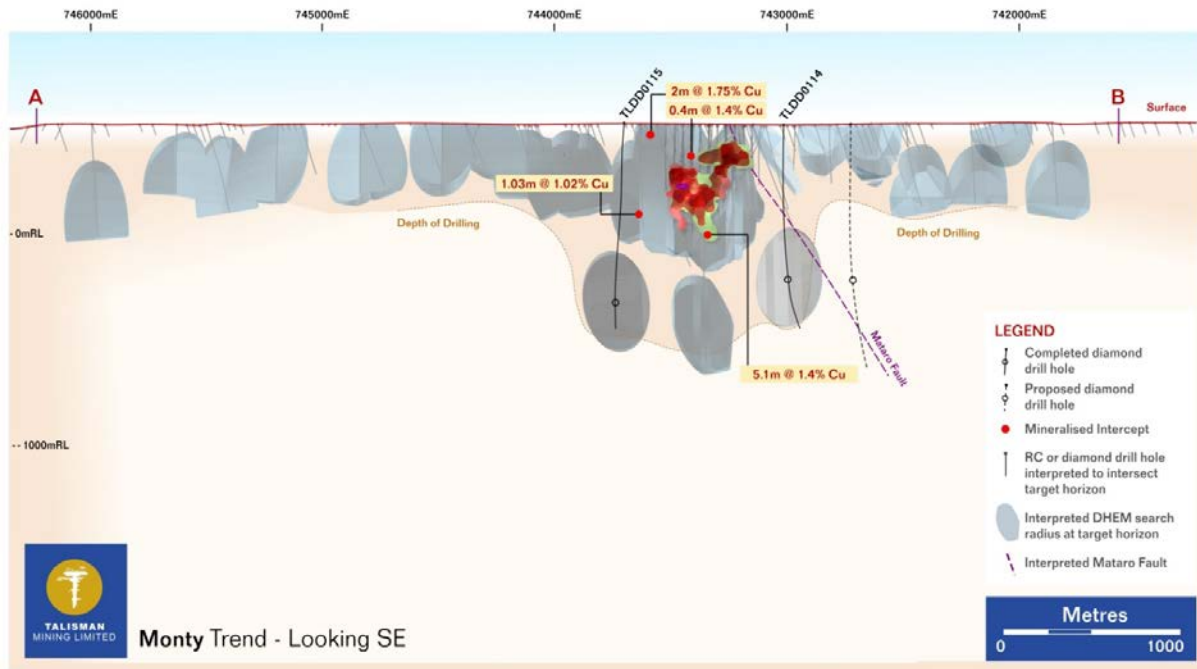 746000mE
745000mE
744000mE
743000mE
742000mE
TLDD0115
TLDD0114
2m @ 1.75% Cu
0.4m @ 1.4% Cu
A
B
Surface
1.03m @ 1.02% Cu
Depth of Drilling
Depth of Drilling
0mRL
Mataro Fault
5.1m @ 1.4% Cu
-- 1000mRL
LEGEND
Completed diamond
drill hole
Proposed diamond
drill hole
Mineralised Intercept
RC or diamond drill hole
interpreted to intersect
target horizon
Interpreted DHEM search
radius at target horizon
Interpreted Mataro Fault
TALISMAN
MINING LIMITED
Monty Trend - Looking SE
Metres
0 1000